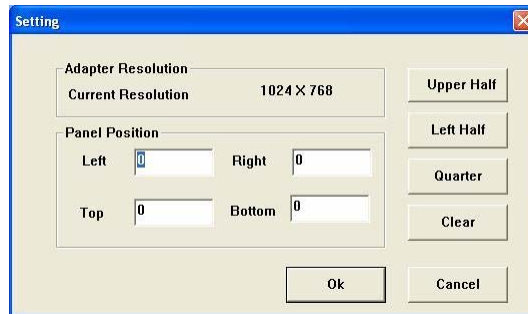 Setting
Adapter Resolution
Current Resolution 1024×768
Upper Half
Left Half
Panel Position
Left 0 Right 0
Quarter
Top 0 Bottom 0
Clear
Ok Cancel